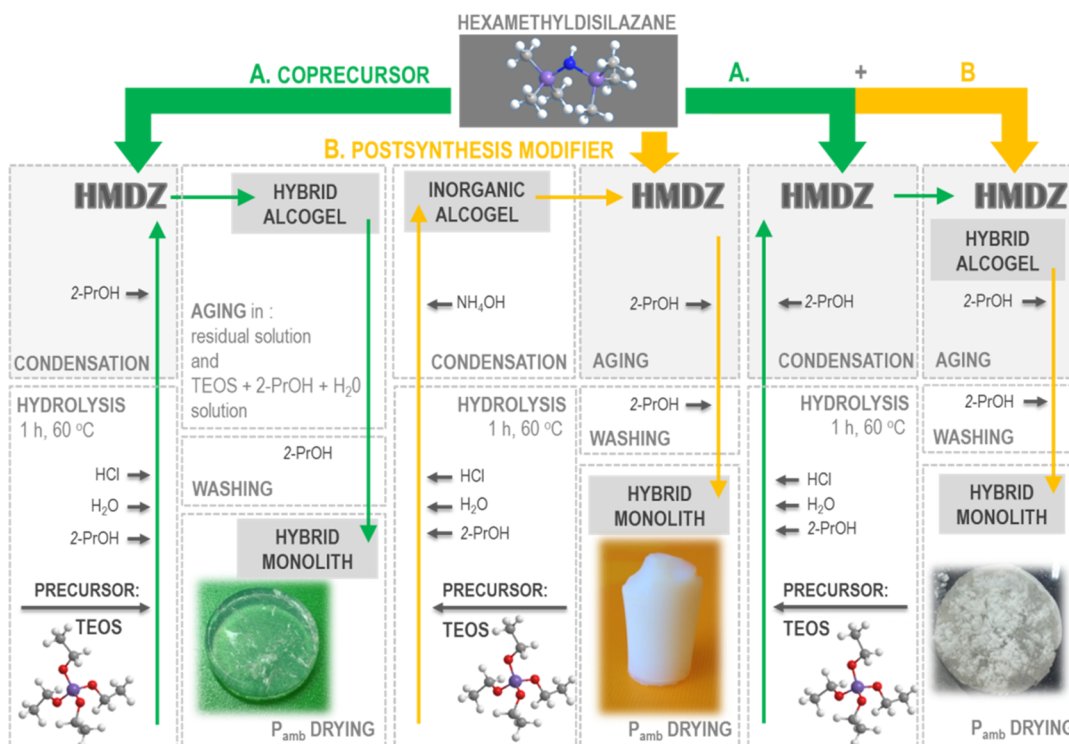 HEXAMETHYLDISILAZANE
A. COPRECURSOR
A.
+
B
B. POSTSYNTHESIS MODIFIER
HMDZ
2-PrOH
CONDENSATION
HYDROLYSIS
1 h, 60 °C
HCl
H₂O
2-PrOH
PRECURSOR:
TEOS
HYBRID
ALCOGEL
AGING in :
residual solution
and
TEOS + 2-PrOH + H₂0
solution
2-PrOH
WASHING
HYBRID
MONOLITH
INORGANIC
ALCOGEL
NH₄OH
CONDENSATION
HYDROLYSIS
1 h, 60 °C
HCl
H₂O
2-PrOH
PRECURSOR:
TEOS
HMDZ
2-PrOH
AGING
2-PrOH
WASHING
HYBRID
MONOLITH
P_amb DRYING
HMDZ
2-PrOH
CONDENSATION
HYDROLYSIS
1 h, 60 °C
HCl
H₂O
2-PrOH
PRECURSOR:
TEOS
HMDZ
HYBRID
ALCOGEL
2-PrOH
AGING
2-PrOH
WASHING
HYBRID
MONOLITH
P_amb DRYING
P_amb DRYING